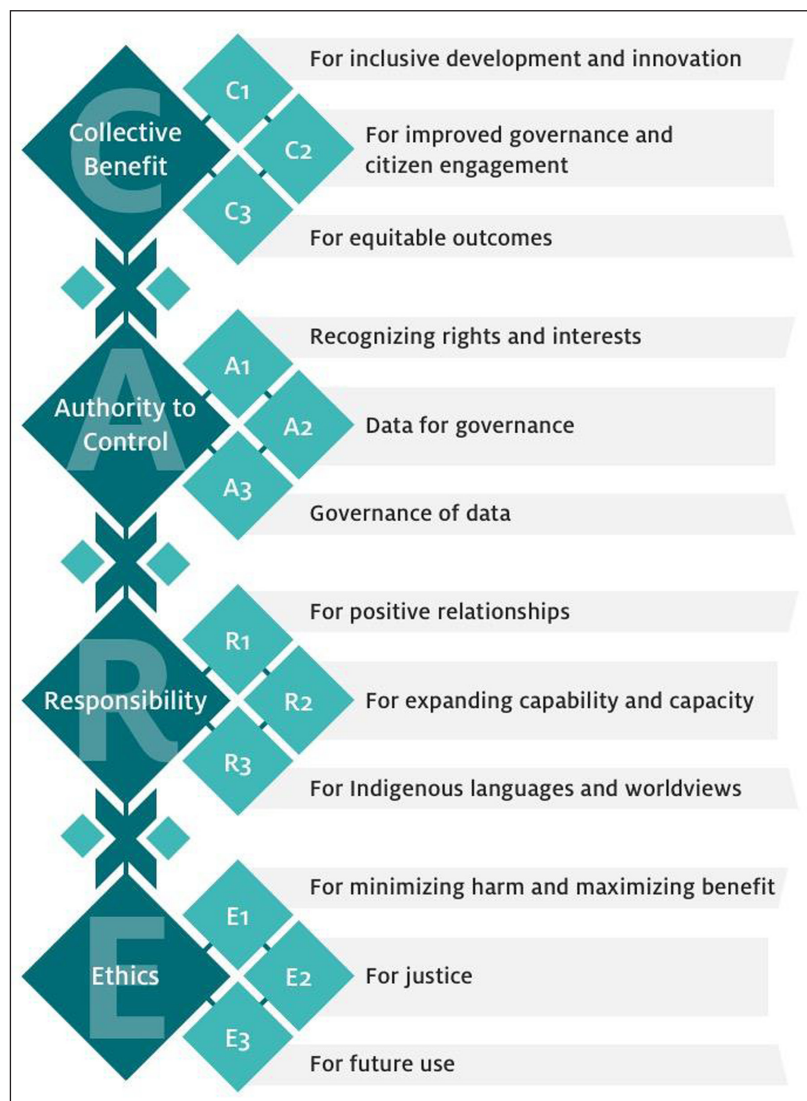 C
Collective
Benefit
C1
For inclusive development and innovation
C2
For improved governance and
citizen engagement
C3
For equitable outcomes
A
Authority to
Control
A1
Recognizing rights and interests
A2
Data for governance
A3
Governance of data
R
Responsibility
R1
For positive relationships
R2
For expanding capability and capacity
R3
For Indigenous languages and worldviews
E
Ethics
E1
For minimizing harm and maximizing benefit
E2
For justice
E3
For future use